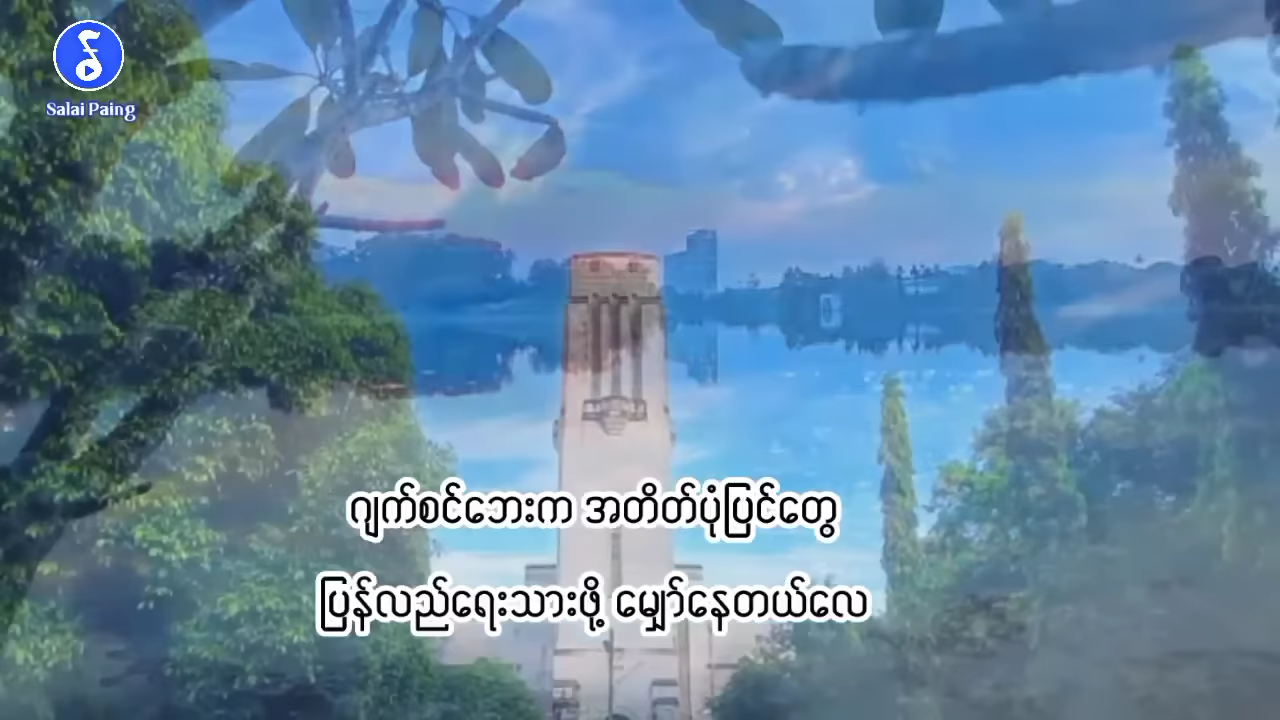 Salai Paing
ဂျက်စင်ဘေးက အတိတ်ပုံပြင်တွေ
ပြန်လည်ရေးသားဖို့ မျှော်နေတယ်လေ